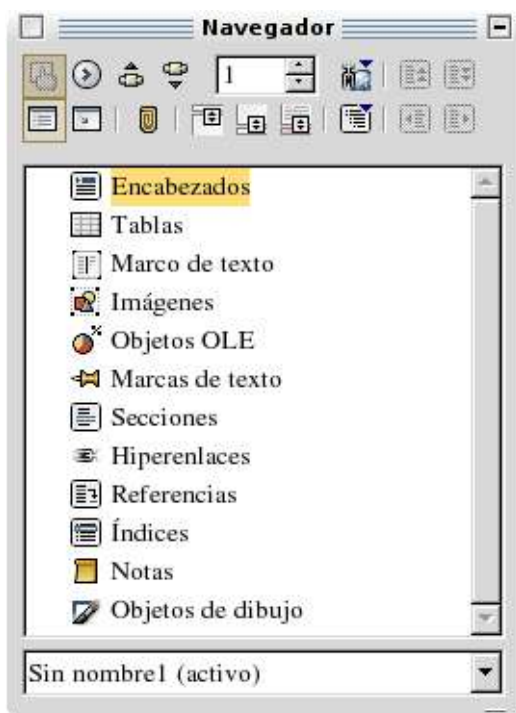 Navegador
1
Encabezados
Tablas
Marco de texto
Imágenes
Objetos OLE
Marcas de texto
Secciones
Hiperenlaces
Referencias
Índices
Notas
Objetos de dibujo
Sin nombre1 (activo)